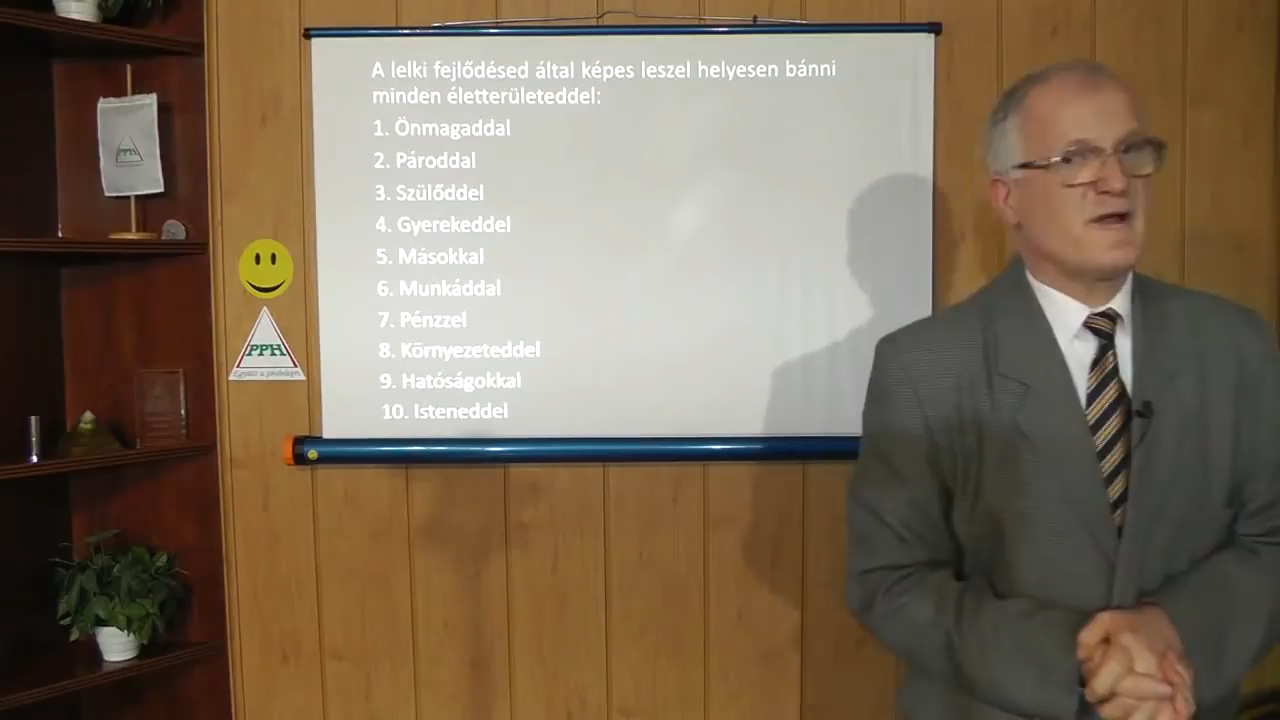 A lelki fejlődésed által képes leszel helyesen bánni
minden életterületeddel:
1. Önmagaddal
2. Pároddal
3. Szülőddel
4. Gyerekeddel
5. Másokkal
6. Munkáddal
7. Pénzzel
8. Környezeteddel
9. Hatóságokkal
10. Isteneddel
PPH
PPH